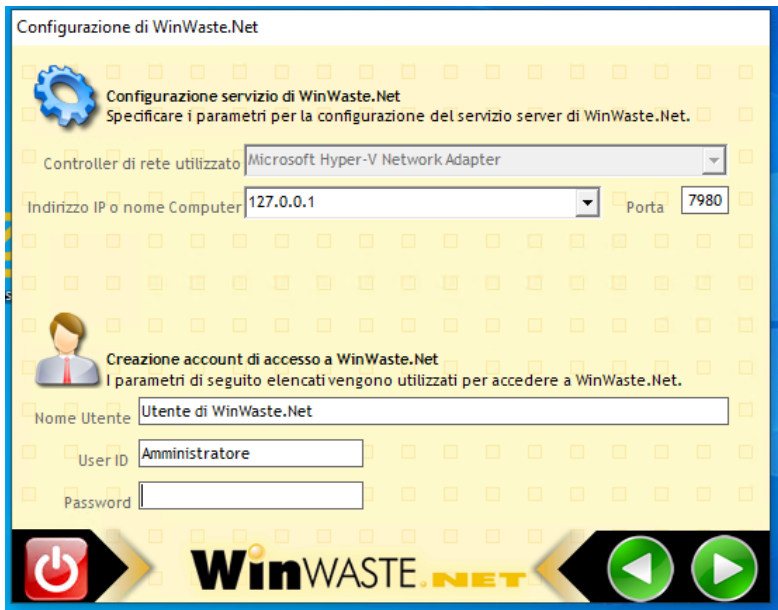 Configurazione di WinWaste.Net
Configurazione servizio di WinWaste.Net
Specificare i parametri per la configurazione del servizio server di WinWaste.Net.
Controller di rete utilizzato Microsoft Hyper-V Network Adapter
Indirizzo IP o nome Computer 127.0.0.1 Porta 7980
Creazione account di accesso a WinWaste.Net
I parametri di seguito elencati vengono utilizzati per accedere a WinWaste.Net.
Nome Utente Utente di WinWaste.Net
User ID Amministratore
Password
WinWASTE.NET